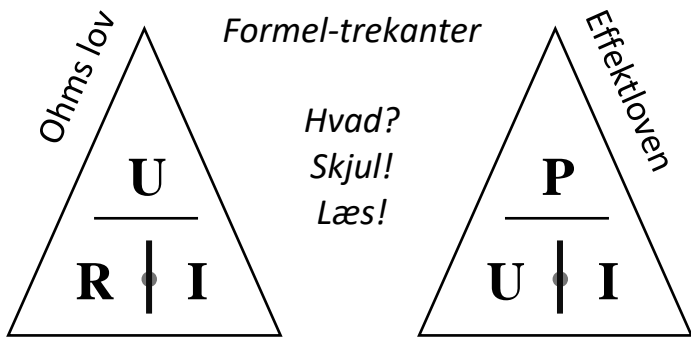 Formel-trekanter
Ohms lov
U
R I
Hvad?
Skjul!
Læs!
Effektloven
P
U I